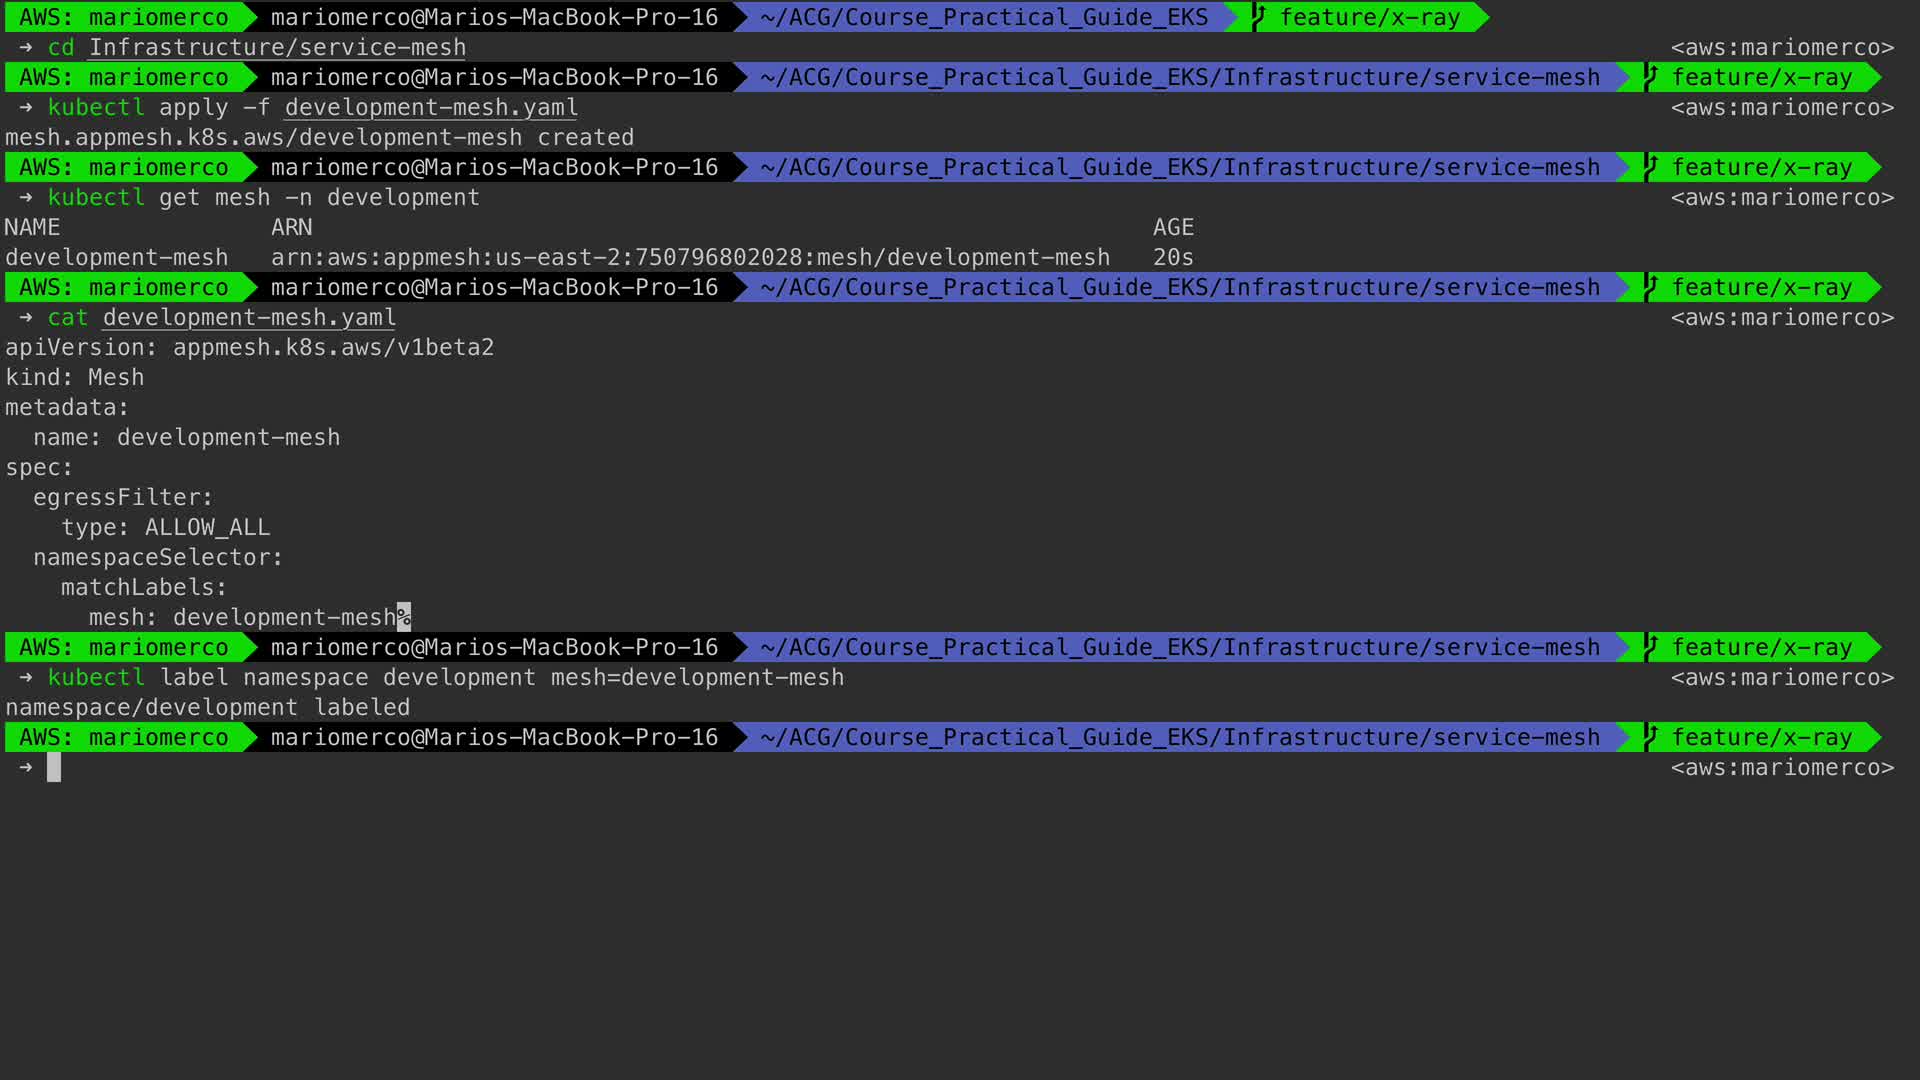 AWS: mariomerco mariomerco@Marios-MacBook-Pro-16 ~/ACG/Course_Practical_Guide_EKS feature/x-ray
→ cd Infrastructure/service-mesh <aws:mariomerco>
AWS: mariomerco mariomerco@Marios-MacBook-Pro-16 ~/ACG/Course_Practical_Guide_EKS/Infrastructure/service-mesh feature/x-ray
→ kubectl apply -f development-mesh.yaml <aws:mariomerco>
mesh.appmesh.k8s.aws/development-mesh created
AWS: mariomerco mariomerco@Marios-MacBook-Pro-16 ~/ACG/Course_Practical_Guide_EKS/Infrastructure/service-mesh feature/x-ray
→ kubectl get mesh -n development <aws:mariomerco>
NAME ARN AGE
development-mesh arn:aws:appmesh:us-east-2:750796802028:mesh/development-mesh 20s
AWS: mariomerco mariomerco@Marios-MacBook-Pro-16 ~/ACG/Course_Practical_Guide_EKS/Infrastructure/service-mesh feature/x-ray
→ cat development-mesh.yaml <aws:mariomerco>
apiVersion: appmesh.k8s.aws/v1beta2
kind: Mesh
metadata:
  name: development-mesh
spec:
  egressFilter:
    type: ALLOW_ALL
  namespaceSelector:
    matchLabels:
      mesh: development-mesh%
AWS: mariomerco mariomerco@Marios-MacBook-Pro-16 ~/ACG/Course_Practical_Guide_EKS/Infrastructure/service-mesh feature/x-ray
→ kubectl label namespace development mesh=development-mesh <aws:mariomerco>
namespace/development labeled
AWS: mariomerco mariomerco@Marios-MacBook-Pro-16 ~/ACG/Course_Practical_Guide_EKS/Infrastructure/service-mesh feature/x-ray
→ <aws:mariomerco>